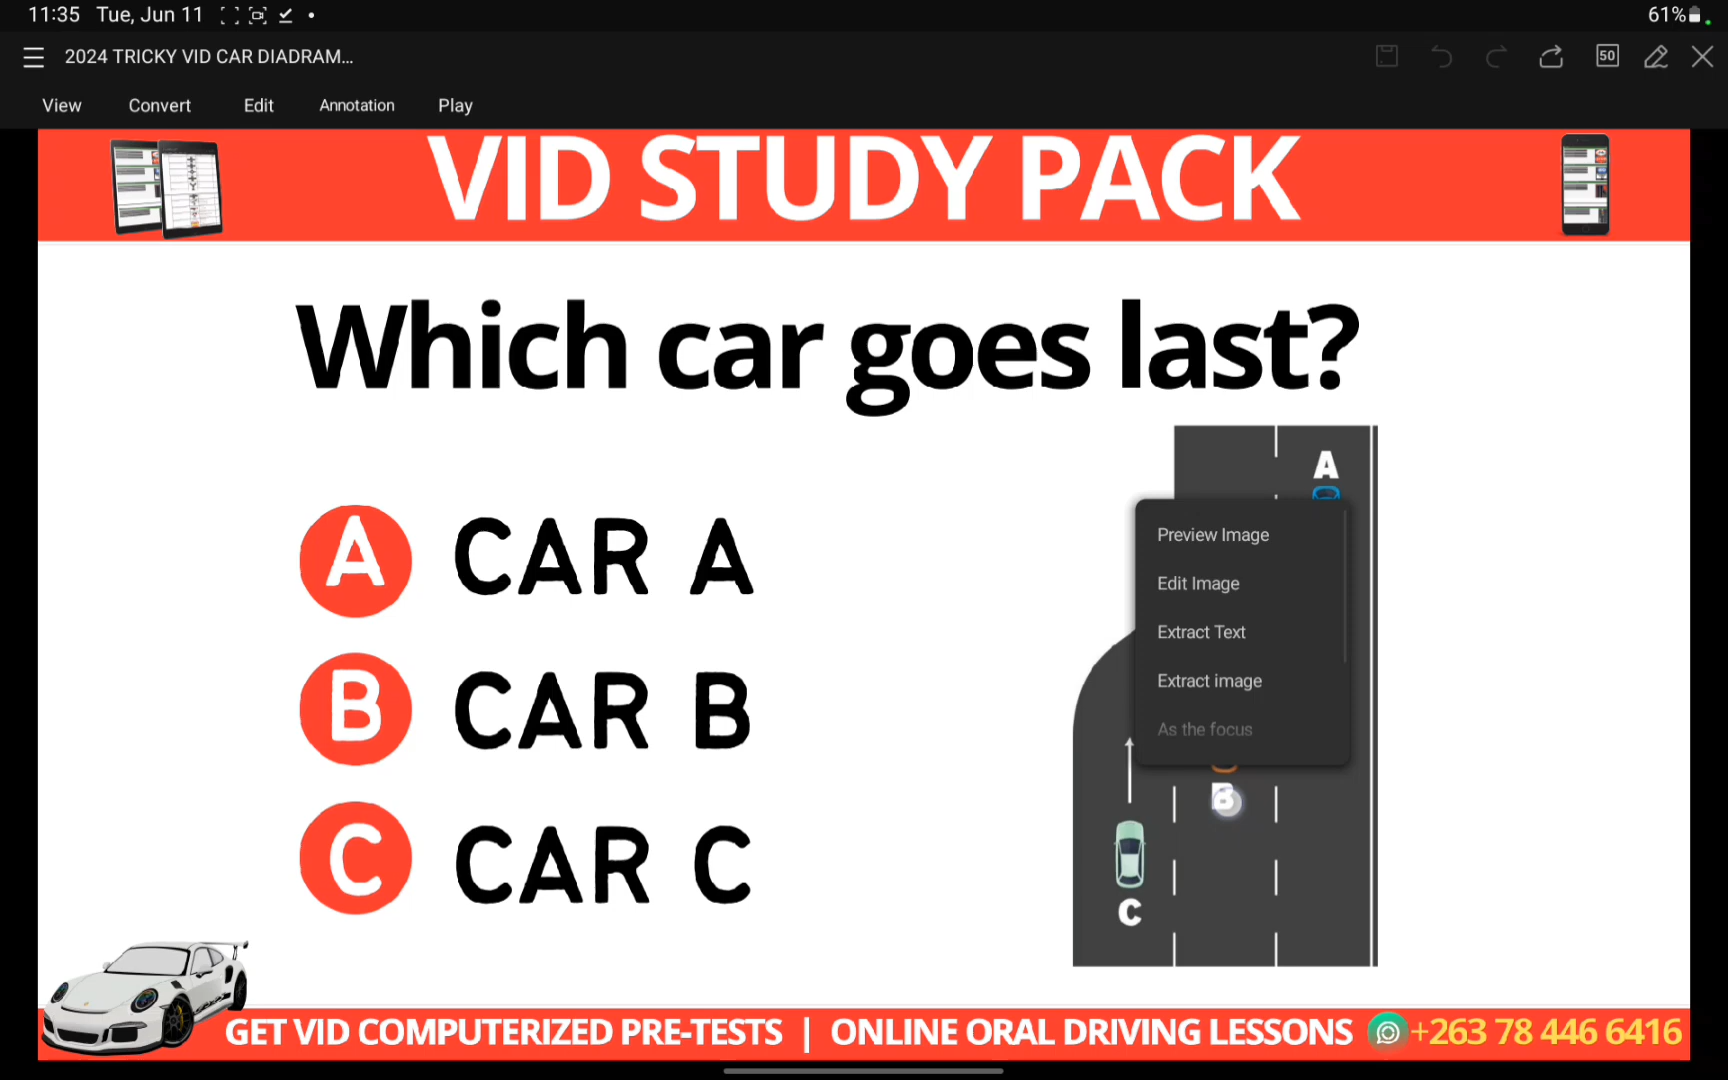 11:35 Tue, Jun 11
61%
2024 TRICKY VID CAR DIADRAM...
50
View Convert Edit Annotation Play
VID STUDY PACK
Which car goes last?
A
A CAR A
Preview Image
Edit Image
Extract Text
Extract image
As the focus
B CAR B
B
C CAR C
C
GET VID COMPUTERIZED PRE-TESTS | ONLINE ORAL DRIVING LESSONS +263 78 446 6416